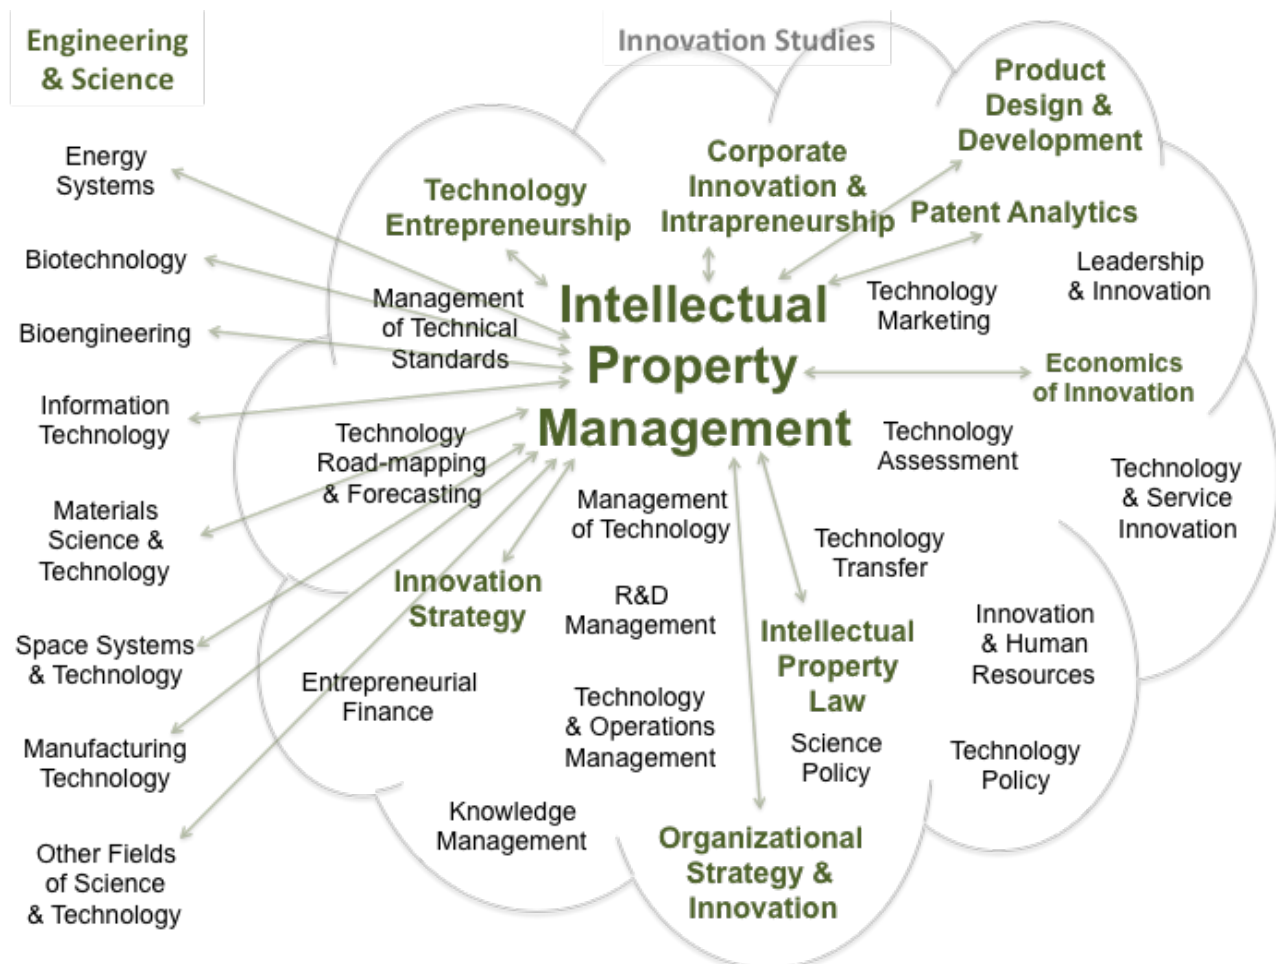 Engineering
& Science
Innovation Studies
Energy
Systems
Biotechnology
Bioengineering
Information
Technology
Materials
Science &
Technology
Space Systems
& Technology
Manufacturing
Technology
Other Fields
of Science
& Technology
Technology
Entrepreneurship
Corporate
Innovation &
Intrapreneurship
Product
Design &
Development
Patent Analytics
Leadership
& Innovation
Management
of Technical
Standards
Intellectual
Property
Management
Technology
Marketing
Economics
of Innovation
Technology
Road-mapping
& Forecasting
Technology
Assessment
Technology
& Service
Innovation
Management
of Technology
Technology
Transfer
Innovation
Strategy
R&D
Management
Intellectual
Property
Law
Innovation
& Human
Resources
Entrepreneurial
Finance
Technology
& Operations
Management
Science
Policy
Technology
Policy
Knowledge
Management
Organizational
Strategy &
Innovation